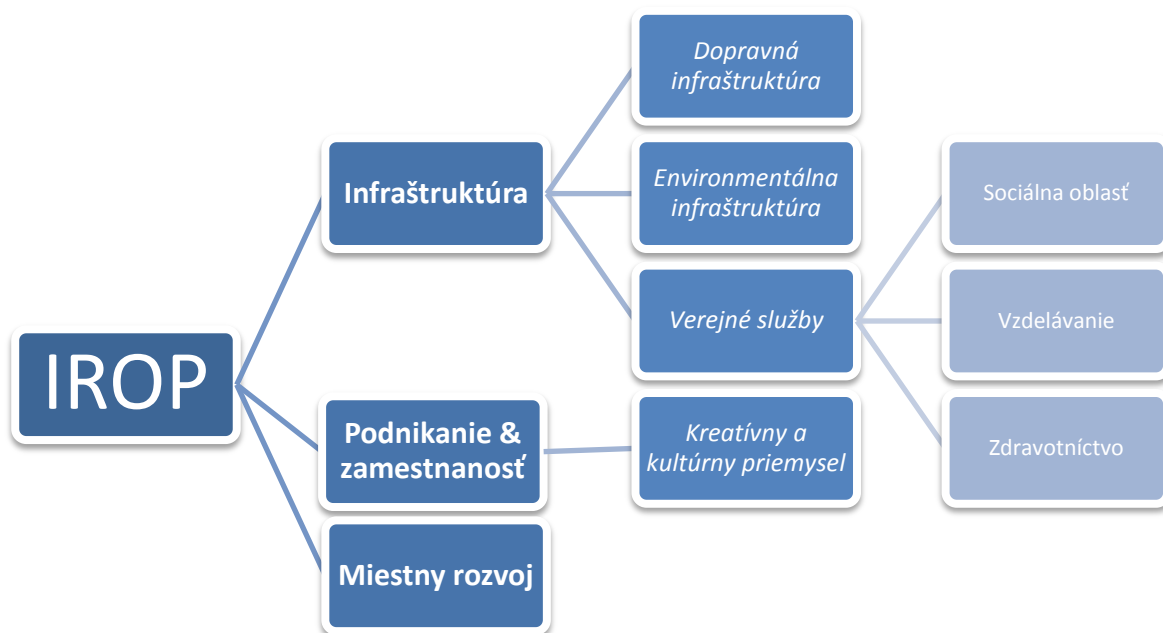 IROP
Infraštruktúra
Dopravná
infraštruktúra
Environmentálna
infraštruktúra
Verejné služby
Sociálna oblasť
Vzdelávanie
Zdravotníctvo
Podnikanie &
zamestnanosť
Kreatívny a
kultúrny priemysel
Miestny rozvoj